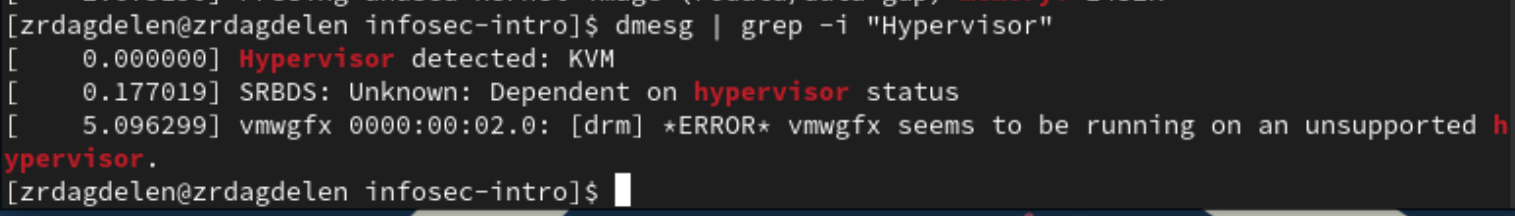 [zrdagdelen@zrdagdelen infosec-intro]$ dmesg | grep -i "Hypervisor"
[    0.000000] Hypervisor detected: KVM
[    0.177019] SRBDS: Unknown: Dependent on hypervisor status
[    5.096299] vmwgfx 0000:00:02.0: [drm] *ERROR* vmwgfx seems to be running on an unsupported h
ypervisor.
[zrdagdelen@zrdagdelen infosec-intro]$